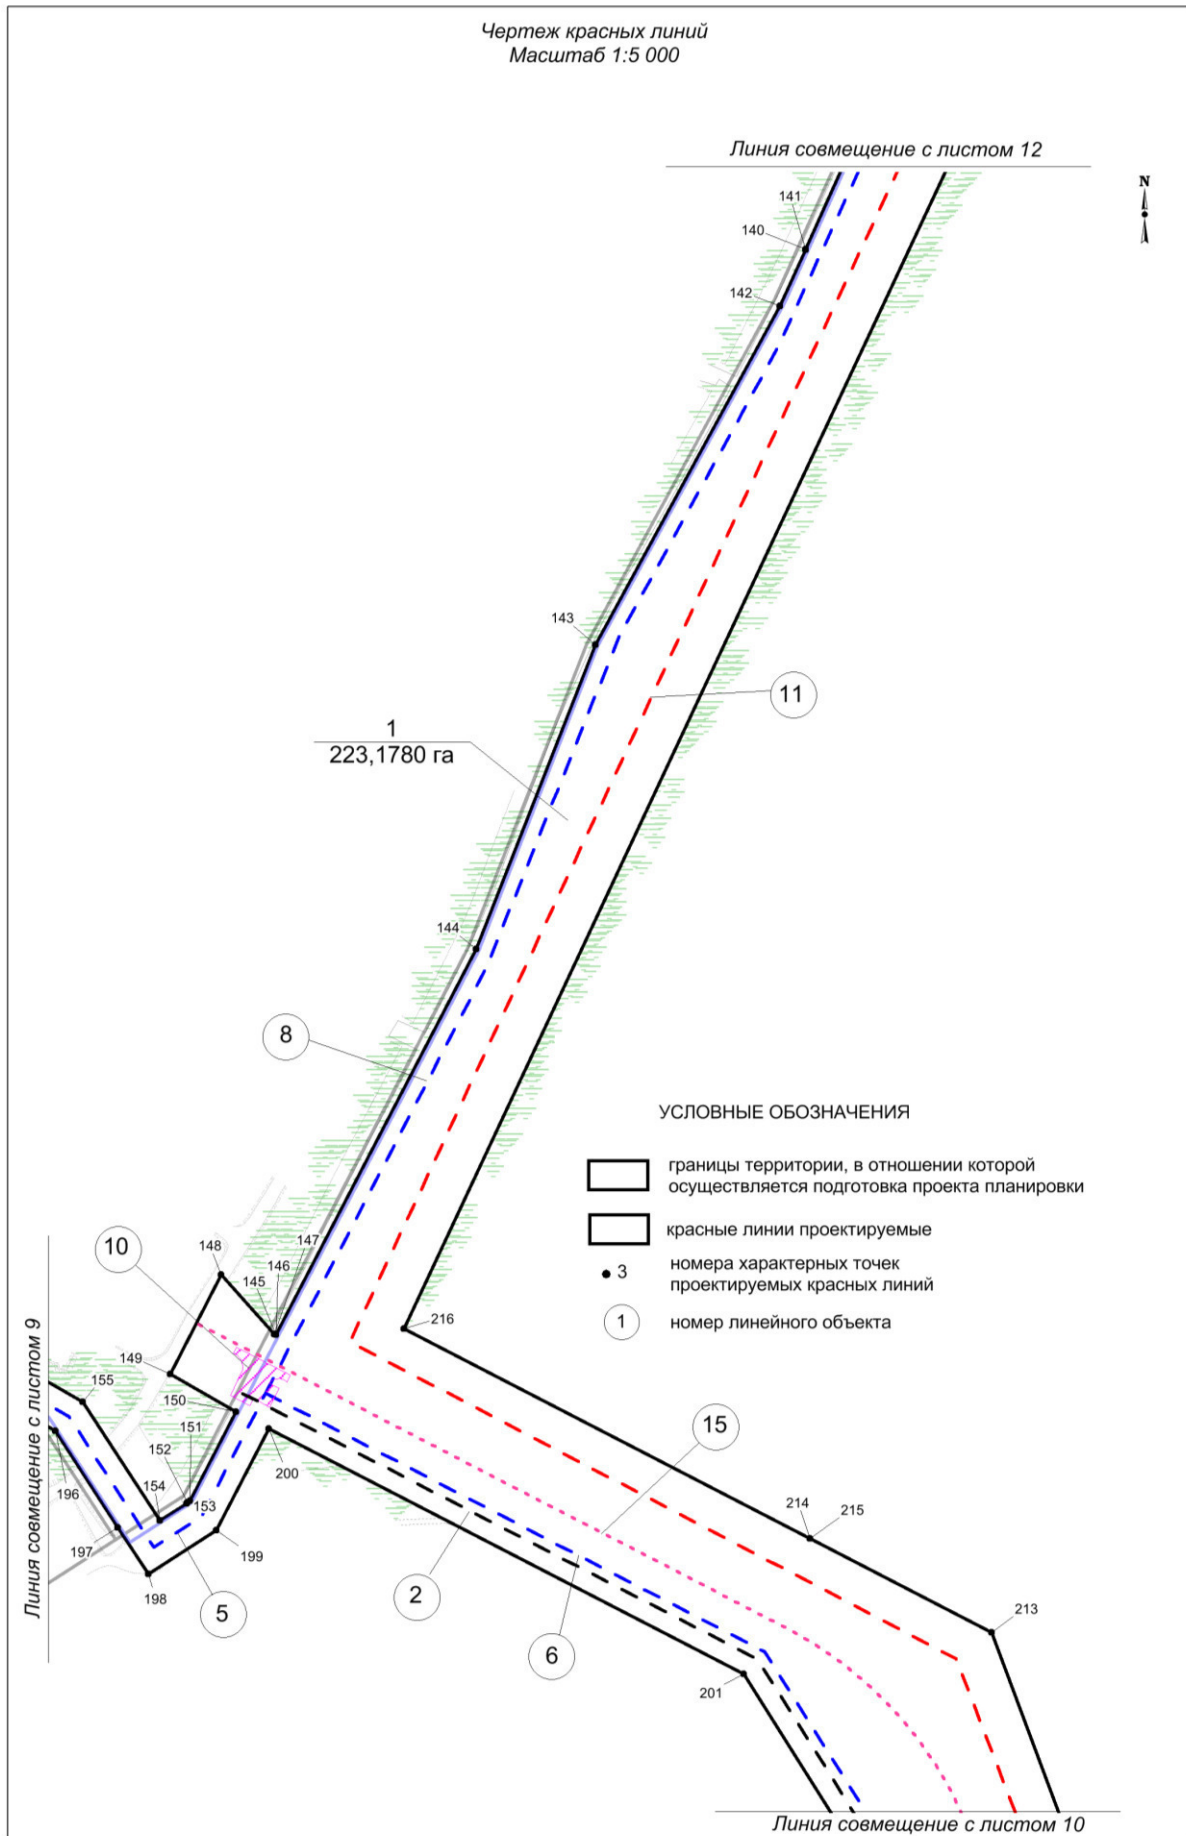 Чертеж красных линий
Масштаб 1:5 000
Линия совмещение с листом 12
N
141
140
142
143
11
1
223,1780 га
144
8
УСЛОВНЫЕ ОБОЗНАЧЕНИЯ
границы территории, в отношении которой
осуществляется подготовка проекта планировки
красные линии проектируемые
3
номера характерных точек
проектируемых красных линий
1
номер линейного объекта
10
148
147
146
145
216
Линия совмещение с листом 9
149
155
150
151
152
154
153
196
197
198
199
200
15
214
215
213
5
2
6
201
Линия совмещение с листом 10